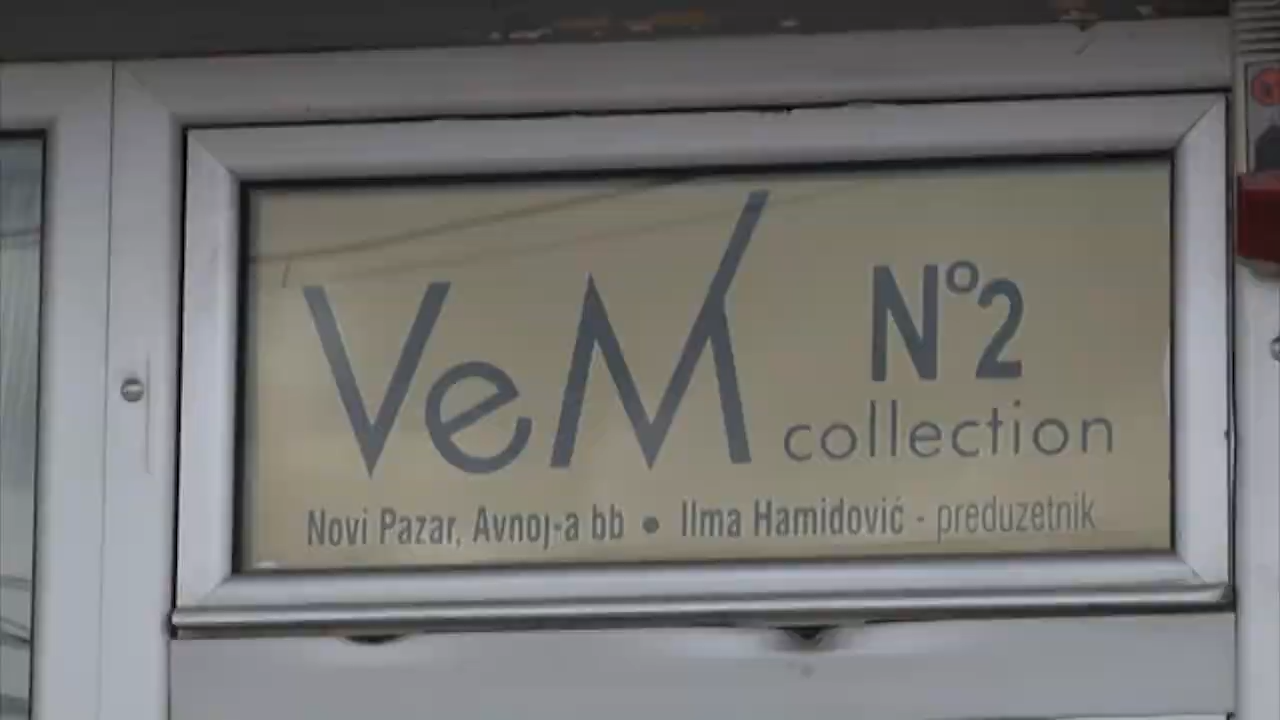 VeM N°2
collection
Novi Pazar, Avnoj-a bb • Ilma Hamidović - preduzetnik